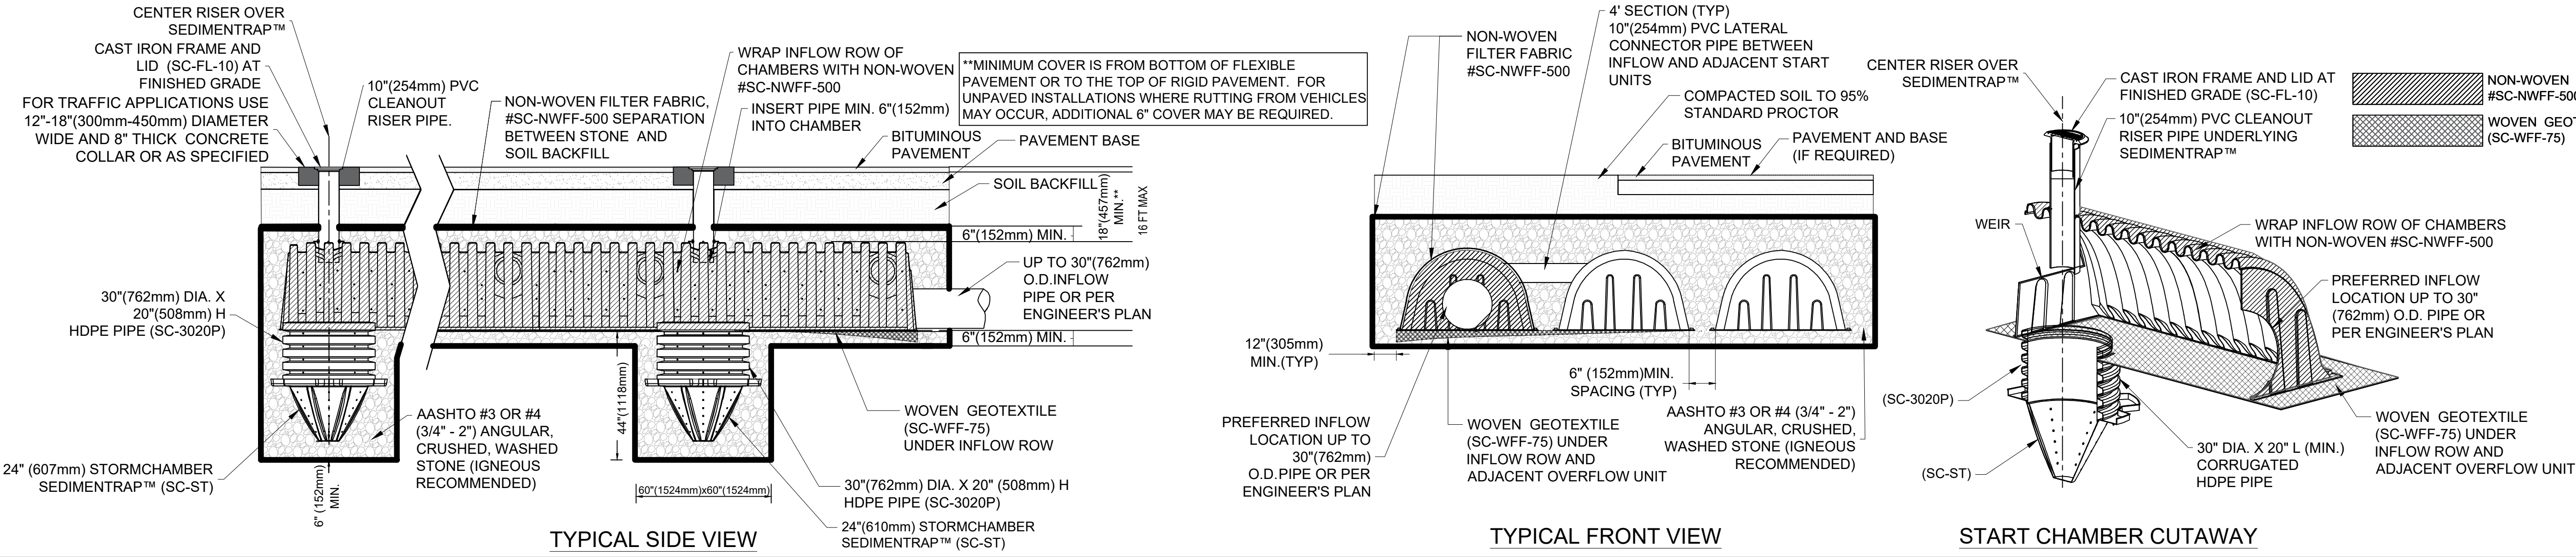 CENTER RISER OVER
SEDIMENTRAP™
CAST IRON FRAME AND
LID (SC-FL-10) AT
FINISHED GRADE
FOR TRAFFIC APPLICATIONS USE
12"-18"(300mm-450mm) DIAMETER
WIDE AND 8" THICK CONCRETE
COLLAR OR AS SPECIFIED
10"(254mm) PVC
CLEANOUT
RISER PIPE.
NON-WOVEN FILTER FABRIC,
#SC-NWFF-500 SEPARATION
BETWEEN STONE AND
SOIL BACKFILL
WRAP INFLOW ROW OF
CHAMBERS WITH NON-WOVEN
#SC-NWFF-500
INSERT PIPE MIN. 6"(152mm)
INTO CHAMBER
BITUMINOUS
PAVEMENT
**MINIMUM COVER IS FROM BOTTOM OF FLEXIBLE
PAVEMENT OR TO THE TOP OF RIGID PAVEMENT. FOR
UNPAVED INSTALLATIONS WHERE RUTTING FROM VEHICLES
MAY OCCUR, ADDITIONAL 6" COVER MAY BE REQUIRED.
PAVEMENT BASE
SOIL BACKFILL
18"(457mm)
MIN.**
16 FT MAX
6"(152mm) MIN.
UP TO 30"(762mm)
O.D.INFLOW
PIPE OR PER
ENGINEER'S PLAN
6"(152mm) MIN.
30"(762mm) DIA. X
20"(508mm) H
HDPE PIPE (SC-3020P)
24" (607mm) STORMCHAMBER
SEDIMENTRAP™ (SC-ST)
6" (152mm)
MIN.
AASHTO #3 OR #4
(3/4" - 2") ANGULAR,
CRUSHED, WASHED
STONE (IGNEOUS
RECOMMENDED)
44"(1118mm)
60"(1524mm)x60"(1524mm)
WOVEN GEOTEXTILE
(SC-WFF-75)
UNDER INFLOW ROW
30"(762mm) DIA. X 20" (508mm) H
HDPE PIPE (SC-3020P)
24"(610mm) STORMCHAMBER
SEDIMENTRAP™ (SC-ST)
TYPICAL SIDE VIEW
NON-WOVEN
FILTER FABRIC
#SC-NWFF-500
4' SECTION (TYP)
10"(254mm) PVC LATERAL
CONNECTOR PIPE BETWEEN
INFLOW AND ADJACENT START
UNITS
COMPACTED SOIL TO 95%
STANDARD PROCTOR
BITUMINOUS
PAVEMENT
PAVEMENT AND BASE
(IF REQUIRED)
12"(305mm)
MIN.(TYP)
6" (152mm)MIN.
SPACING (TYP)
PREFERRED INFLOW
LOCATION UP TO
30"(762mm)
O.D.PIPE OR PER
ENGINEER'S PLAN
WOVEN GEOTEXTILE
(SC-WFF-75) UNDER
INFLOW ROW AND
ADJACENT OVERFLOW UNIT
AASHTO #3 OR #4 (3/4" - 2")
ANGULAR, CRUSHED,
WASHED STONE (IGNEOUS
RECOMMENDED)
TYPICAL FRONT VIEW
CENTER RISER OVER
SEDIMENTRAP™
CAST IRON FRAME AND LID AT
FINISHED GRADE (SC-FL-10)
10"(254mm) PVC CLEANOUT
RISER PIPE UNDERLYING
SEDIMENTRAP™
NON-WOVEN
#SC-NWFF-500
WOVEN GEOT
(SC-WFF-75)
WEIR
WRAP INFLOW ROW OF CHAMBERS
WITH NON-WOVEN #SC-NWFF-500
PREFERRED INFLOW
LOCATION UP TO 30"
(762mm) O.D. PIPE OR
PER ENGINEER'S PLAN
(SC-3020P)
(SC-ST)
30" DIA. X 20" L (MIN.)
CORRUGATED
HDPE PIPE
WOVEN GEOTEXTILE
(SC-WFF-75) UNDER
INFLOW ROW AND
ADJACENT OVERFLOW UNIT
START CHAMBER CUTAWAY